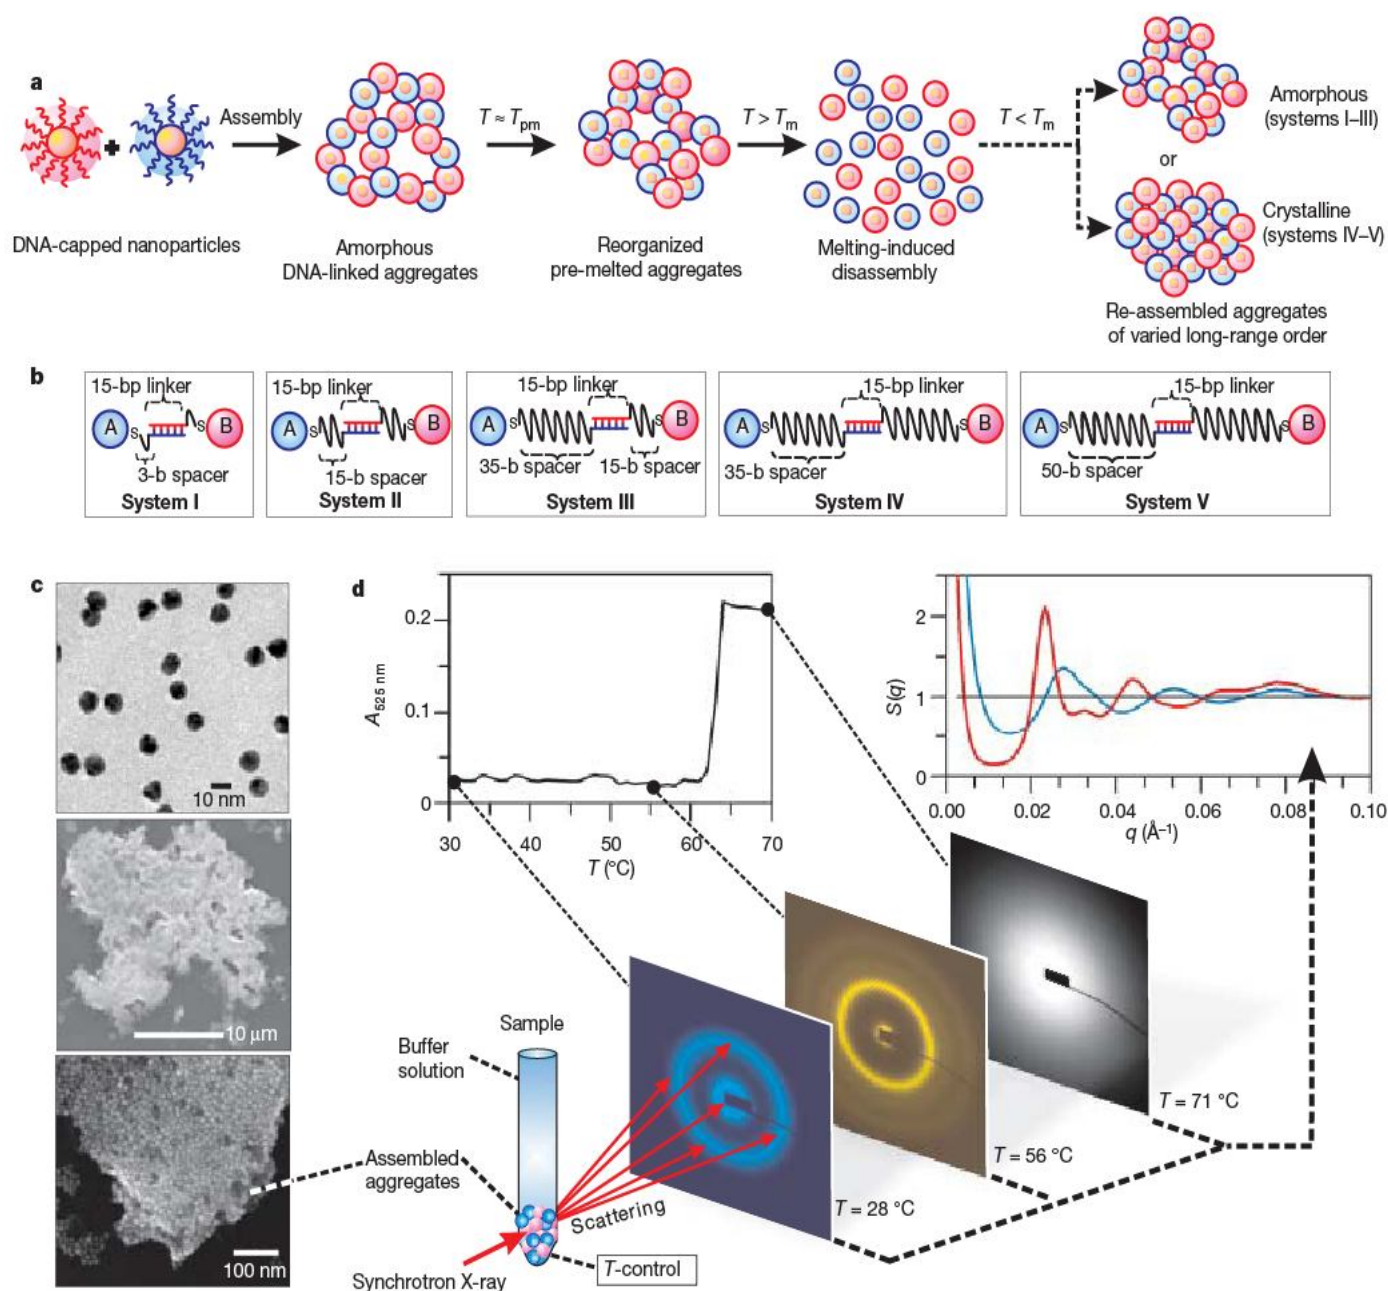 a
DNA-capped nanoparticles
Assembly
Amorphous
DNA-linked aggregates
T ≈ Tpm
Reorganized
pre-melted aggregates
T > Tm
Melting-induced
disassembly
T < Tm
Amorphous
(systems I–III)
or
Crystalline
(systems IV–V)
Re-assembled aggregates
of varied long-range order
b
15-bp linker
A
S
S
B
3-b spacer
System I
15-bp linker
A
S
S
B
15-b spacer
System II
15-bp linker
A
S
S
B
35-b spacer
15-b spacer
System III
15-bp linker
A
S
S
B
35-b spacer
System IV
15-bp linker
A
S
S
B
50-b spacer
System V
c
10 nm
10 µm
100 nm
d
A525 nm
0.2
0.1
0
30
40
50
60
70
T (°C)
S(q)
2
1
0
0.00
0.02
0.04
0.06
0.08
0.10
q (Å–1)
Sample
Buffer
solution
Assembled
aggregates
Scattering
Synchrotron X-ray
T-control
T = 28 °C
T = 56 °C
T = 71 °C